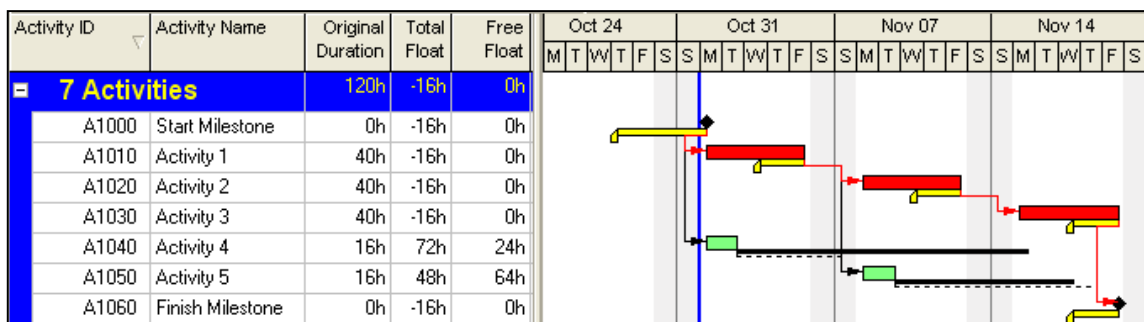 Activity ID Activity Name Original Duration Total Float Free Float Oct 24 Oct 31 Nov 07 Nov 14
M T W T F S S M T W T F S S M T W T F S S M T W T F S
7 Activities 120h -16h 0h
A1000 Start Milestone 0h -16h 0h
A1010 Activity 1 40h -16h 0h
A1020 Activity 2 40h -16h 0h
A1030 Activity 3 40h -16h 0h
A1040 Activity 4 16h 72h 24h
A1050 Activity 5 16h 48h 64h
A1060 Finish Milestone 0h -16h 0h